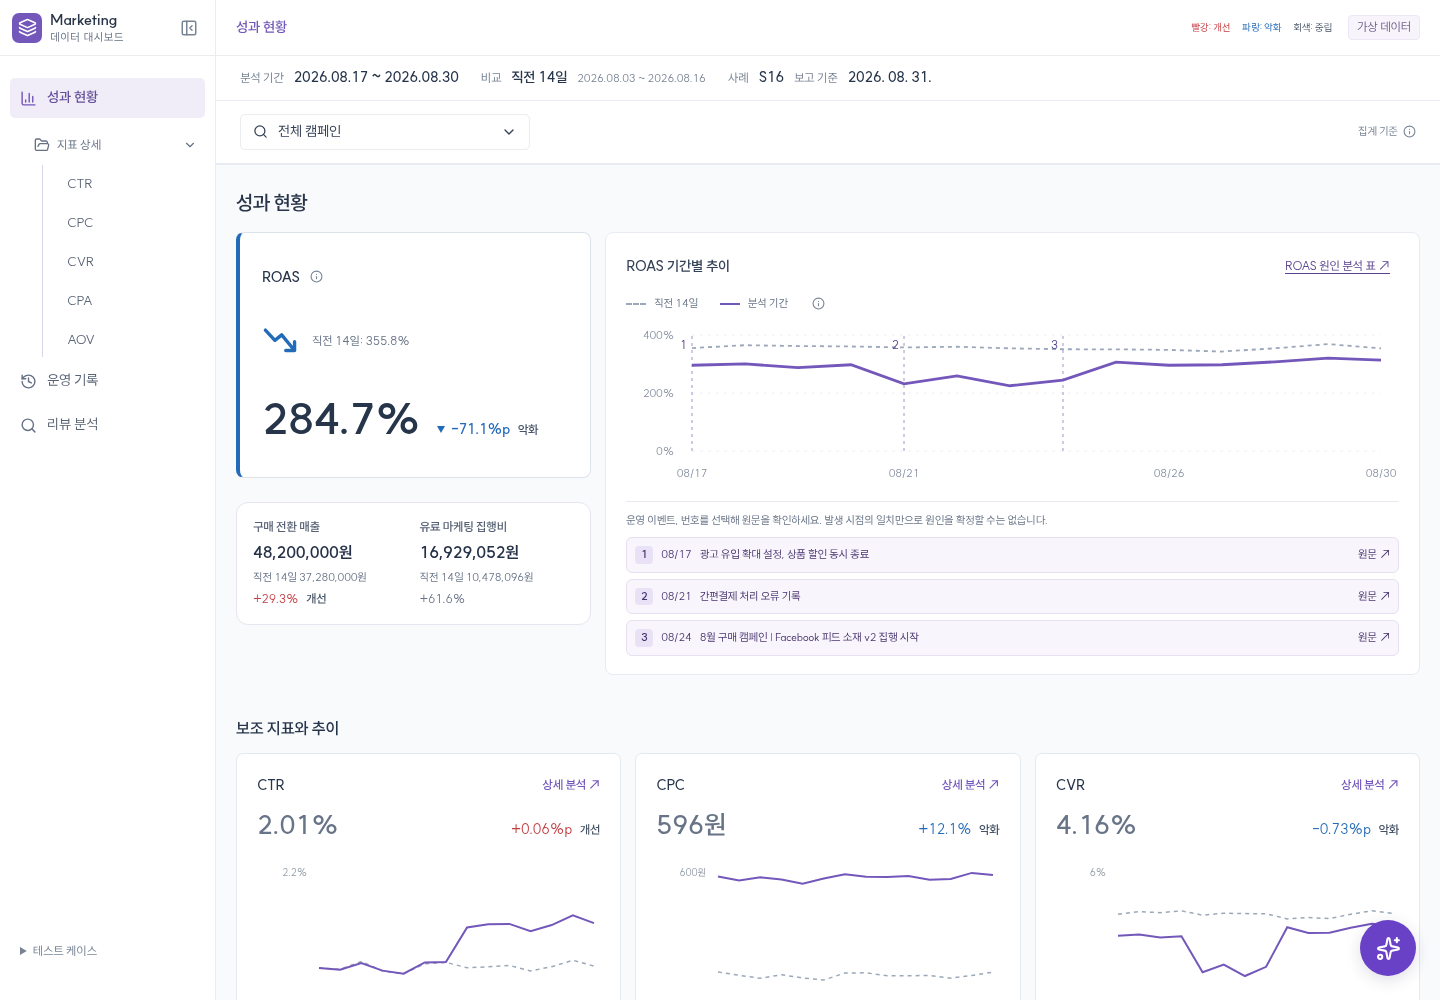 Marketing
데이터 대시보드
성과 현황
지표 상세
CTR
CPC
CVR
CPA
AOV
운영 기록
리뷰 분석
테스트 케이스
성과 현황
빨강: 개선 파랑: 악화 회색: 중립 가상 데이터
분석 기간 2026.08.17 ~ 2026.08.30 비교 직전 14일 2026.08.03 ~ 2026.08.16 사례 S16 보고 기준 2026. 08. 31.
전체 캠페인
집계 기준
성과 현황
ROAS
직전 14일: 355.8%
284.7% ▼ -71.1%p 악화
구매 전환 매출
48,200,000원
직전 14일 37,280,000원
+29.3% 개선
유료 마케팅 집행비
16,929,052원
직전 14일 10,478,096원
+61.6%
ROAS 기간별 추이
ROAS 원인 분석 표 ↗
직전 14일 분석 기간
400%
200%
0%
1 2 3
08/17 08/21 08/26 08/30
운영 이벤트, 번호를 선택해 원문을 확인하세요. 발생 시점의 일치만으로 원인을 확정할 수는 없습니다.
1 08/17 광고 유입 확대 설정, 상품 할인 동시 종료 원문 ↗
2 08/21 간편결제 처리 오류 기록 원문 ↗
3 08/24 8월 구매 캠페인 | Facebook 피드 소재 v2 집행 시작 원문 ↗
보조 지표와 추이
CTR 상세 분석 ↗
2.01% +0.06%p 개선
2.2%
CPC 상세 분석 ↗
596원 +12.1% 악화
600원
CVR 상세 분석 ↗
4.16% -0.73%p 악화
6%